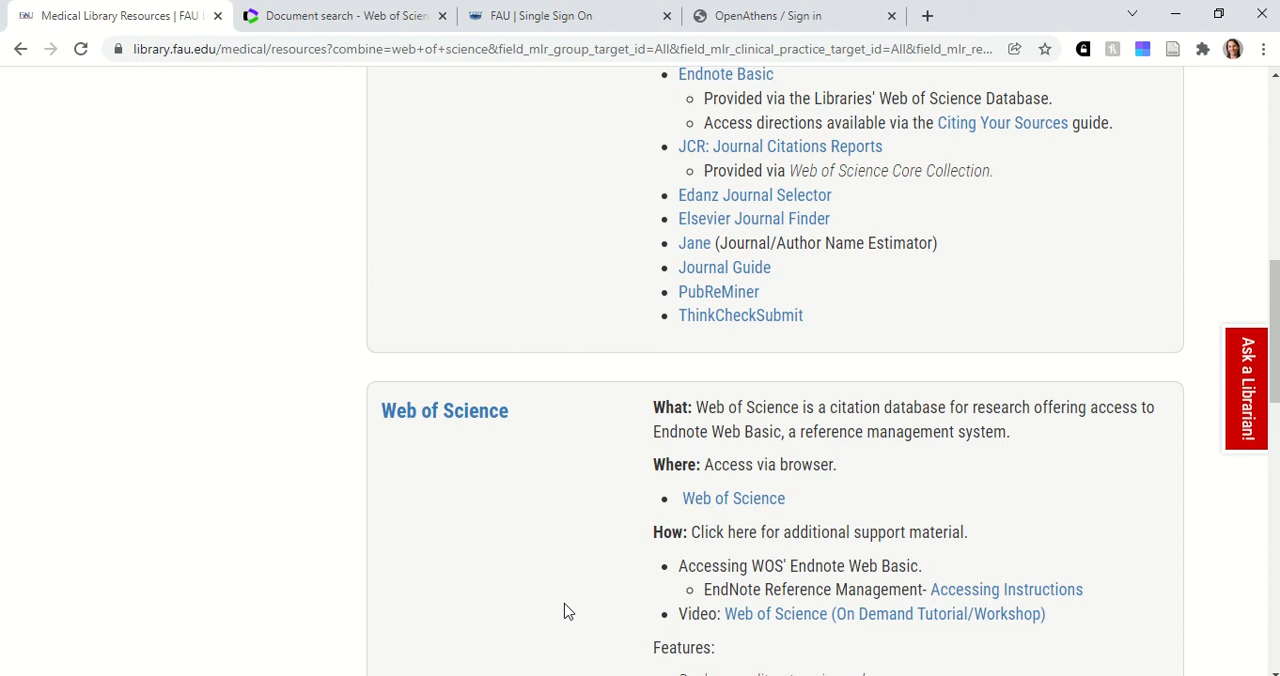 Medical Library Resources | FAU
Document search - Web of Scien
FAU | Single Sign On
OpenAthens / Sign in
library.fau.edu/medical/resources?combine=web+of+science&field_mlr_group_target_id=All&field_mlr_clinical_practice_target_id=All&field_mlr_re...
Endnote Basic
Provided via the Libraries' Web of Science Database.
Access directions available via the Citing Your Sources guide.
JCR: Journal Citations Reports
Provided via Web of Science Core Collection.
Edanz Journal Selector
Elsevier Journal Finder
Jane (Journal/Author Name Estimator)
Journal Guide
PubReMiner
ThinkCheckSubmit
Ask a Librarian!
Web of Science
What: Web of Science is a citation database for research offering access to
Endnote Web Basic, a reference management system.
Where: Access via browser.
Web of Science
How: Click here for additional support material.
Accessing WOS' Endnote Web Basic.
EndNote Reference Management- Accessing Instructions
Video: Web of Science (On Demand Tutorial/Workshop)
Features: